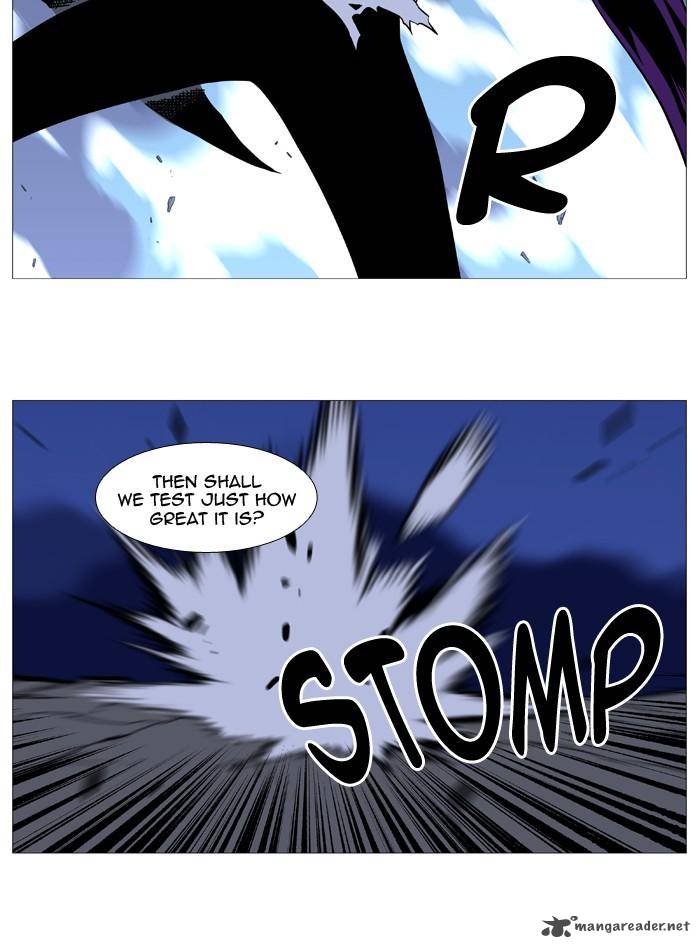 R
THEN SHALL
WE TEST JUST HOW
GREAT IT IS?
STOMP
mangareader.net